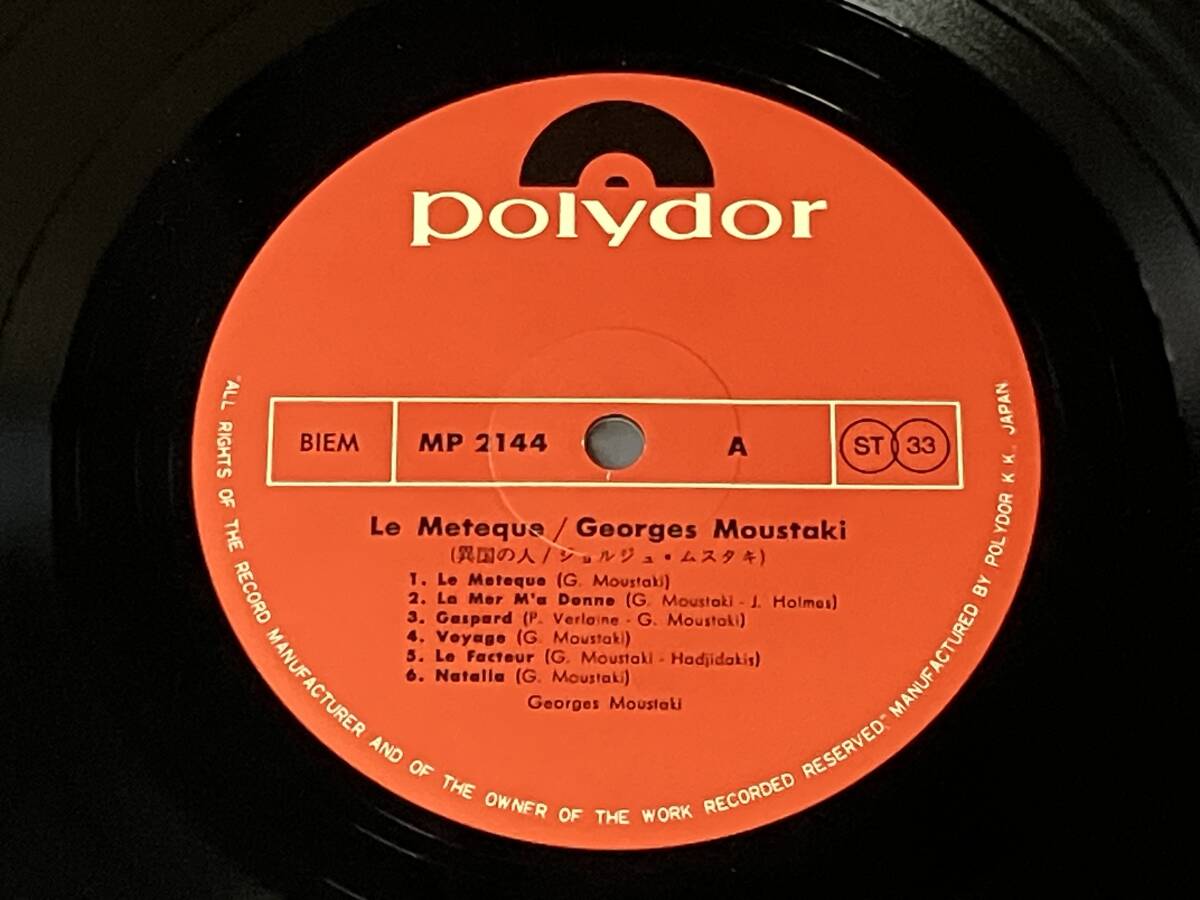 polydor
BIEM MP 2144 A ST 33
Le Meteque / Georges Moustaki
(異国の人/ジョルジュ・ムスタキ)
1. Le Meteque (G. Moustaki)
2. La Mer M'a Donne (G. Moustaki - J. Holmes)
3. Gaspard (P. Verlaine - G. Moustaki)
4. Voyage (G. Moustaki)
5. Le Facteur (G. Moustaki - Hadjidakis)
6. Natalia (G. Moustaki)
Georges Moustaki
"ALL RIGHTS OF THE RECORD MANUFACTURER AND OF THE OWNER OF THE WORK RECORDED RESERVED" MANUFACTURED BY POLYDOR K.K., JAPAN